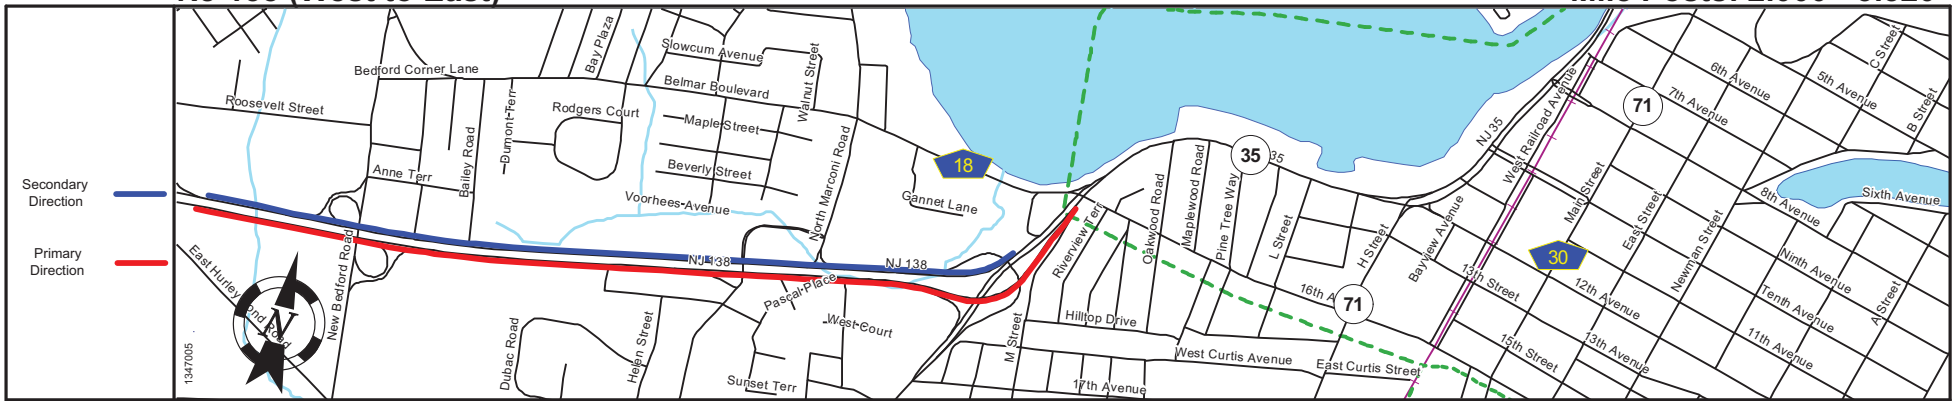 Secondary
Direction
Primary
Direction
Bedford Corner Lane
Bay Plaza
Slowcum Avenue
Walnut Street
Belmar Boulevard
Roosevelt Street
Dumont Terr
Rodgers Court
Maple Street
Bailey Road
Anne Terr
Beverly Street
North Marconi Road
Voorhees Avenue
18
Gannet Lane
35
35
NJ 35
West Railroad Avenue
71
6th Avenue
7th Avenue
5th Avenue
C Street
B Street
8th Avenue
Sixth Avenue
Oakwood Road
Maplewood Road
Pine Tree Way
L Street
H Street
Bayview Avenue
Main Street
East Street
Newman Street
30
Ninth Avenue
Tenth Avenue
11th Avenue
A Street
12th Avenue
13th Avenue
13th Street
15th Street
16th A
71
Riverview Terr
NJ 138
NJ 138
New Bedford Road
East Hurley Pond Road
N
1347005
Pascal Place
West Court
Dubac Road
Helen Street
Sunset Terr
M Street
Hilltop Drive
West Curtis Avenue
East Curtis Street
17th Avenue